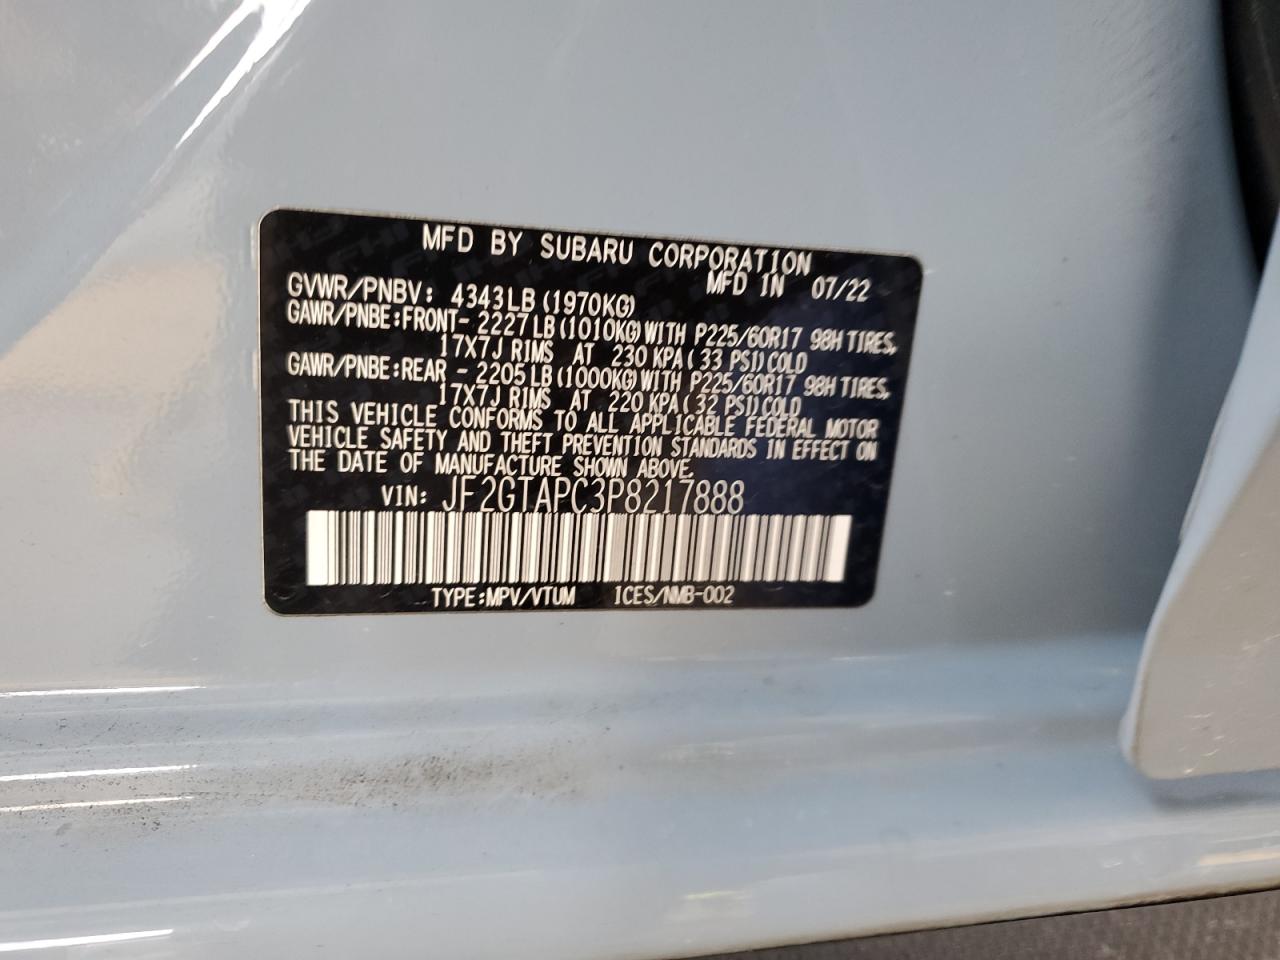 MFD BY SUBARU CORPORATION
MFD IN 07/22
GVWR/PNBV: 4343LB(1970KG)
GAWR/PNBE:FRONT- 2227LB(1010KG)WITH P225/60R17 98H TIRES,
17X7J RIMS AT 230 KPA(33 PSI)COLD
GAWR/PNBE:REAR - 2205LB(1000KG)WITH P225/60R17 98H TIRES,
17X7J RIMS AT 220 KPA(32 PSI)COLD
THIS VEHICLE CONFORMS TO ALL APPLICABLE FEDERAL MOTOR
VEHICLE SAFETY AND THEFT PREVENTION STANDARDS IN EFFECT ON
THE DATE OF MANUFACTURE SHOWN ABOVE.
VIN: JF2GTAPC3P8217888
TYPE:MPV/VTUM ICES/NMB-002